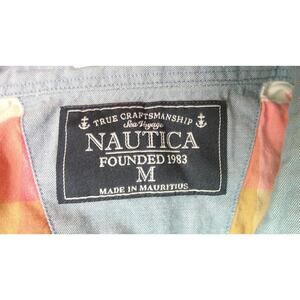 TRUE CRAFTSMANSHIP
Sea Voyage
NAUTICA
FOUNDED 1983
M
MADE IN MAURITIUS